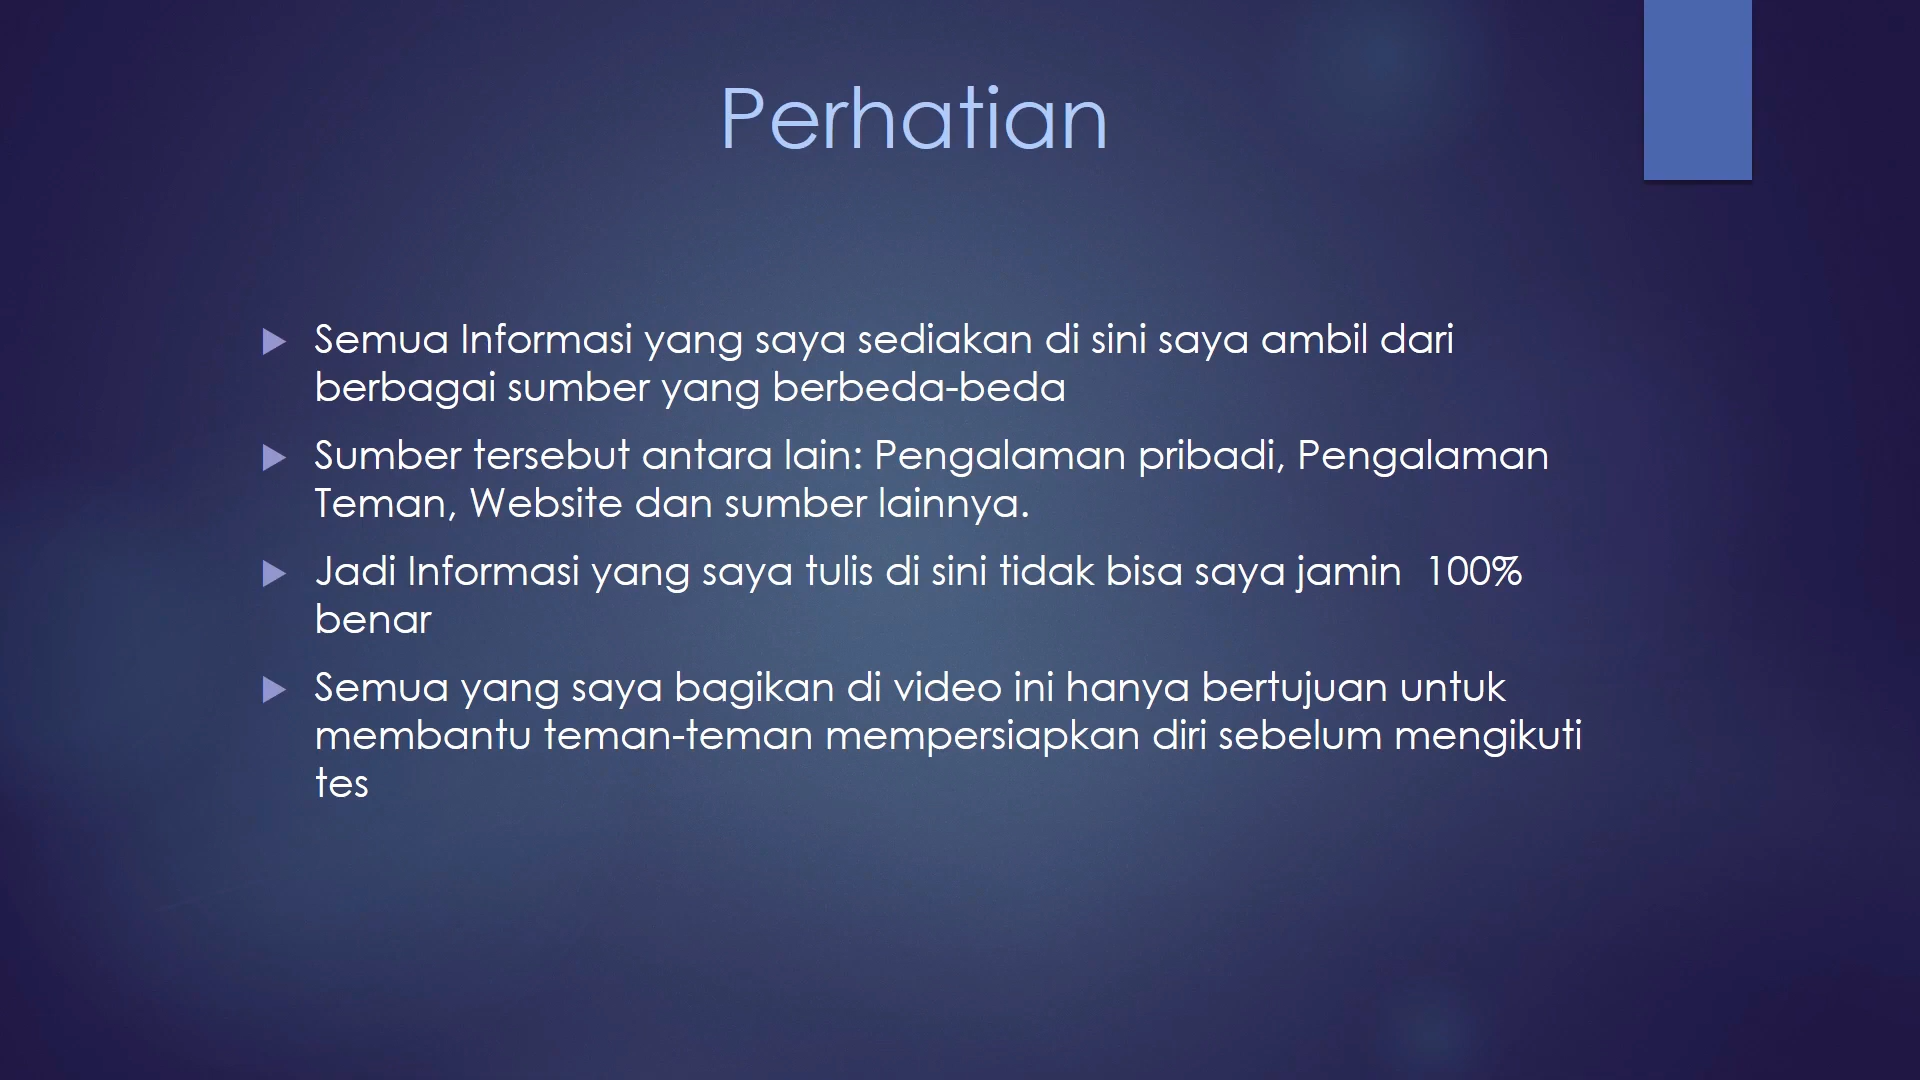 Perhatian
Semua Informasi yang saya sediakan di sini saya ambil dari
berbagai sumber yang berbeda-beda
Sumber tersebut antara lain: Pengalaman pribadi, Pengalaman
Teman, Website dan sumber lainnya.
Jadi Informasi yang saya tulis di sini tidak bisa saya jamin  100%
benar
Semua yang saya bagikan di video ini hanya bertujuan untuk
membantu teman-teman mempersiapkan diri sebelum mengikuti
tes